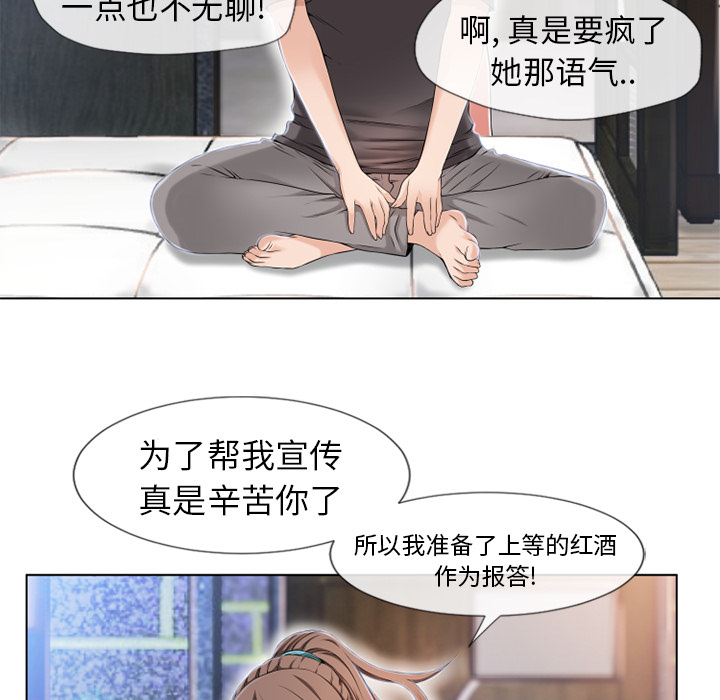 一点也不无聊!
啊, 真是要疯了
她那语气..
为了帮我宣传
真是辛苦你了
所以我准备了上等的红酒
作为报答!